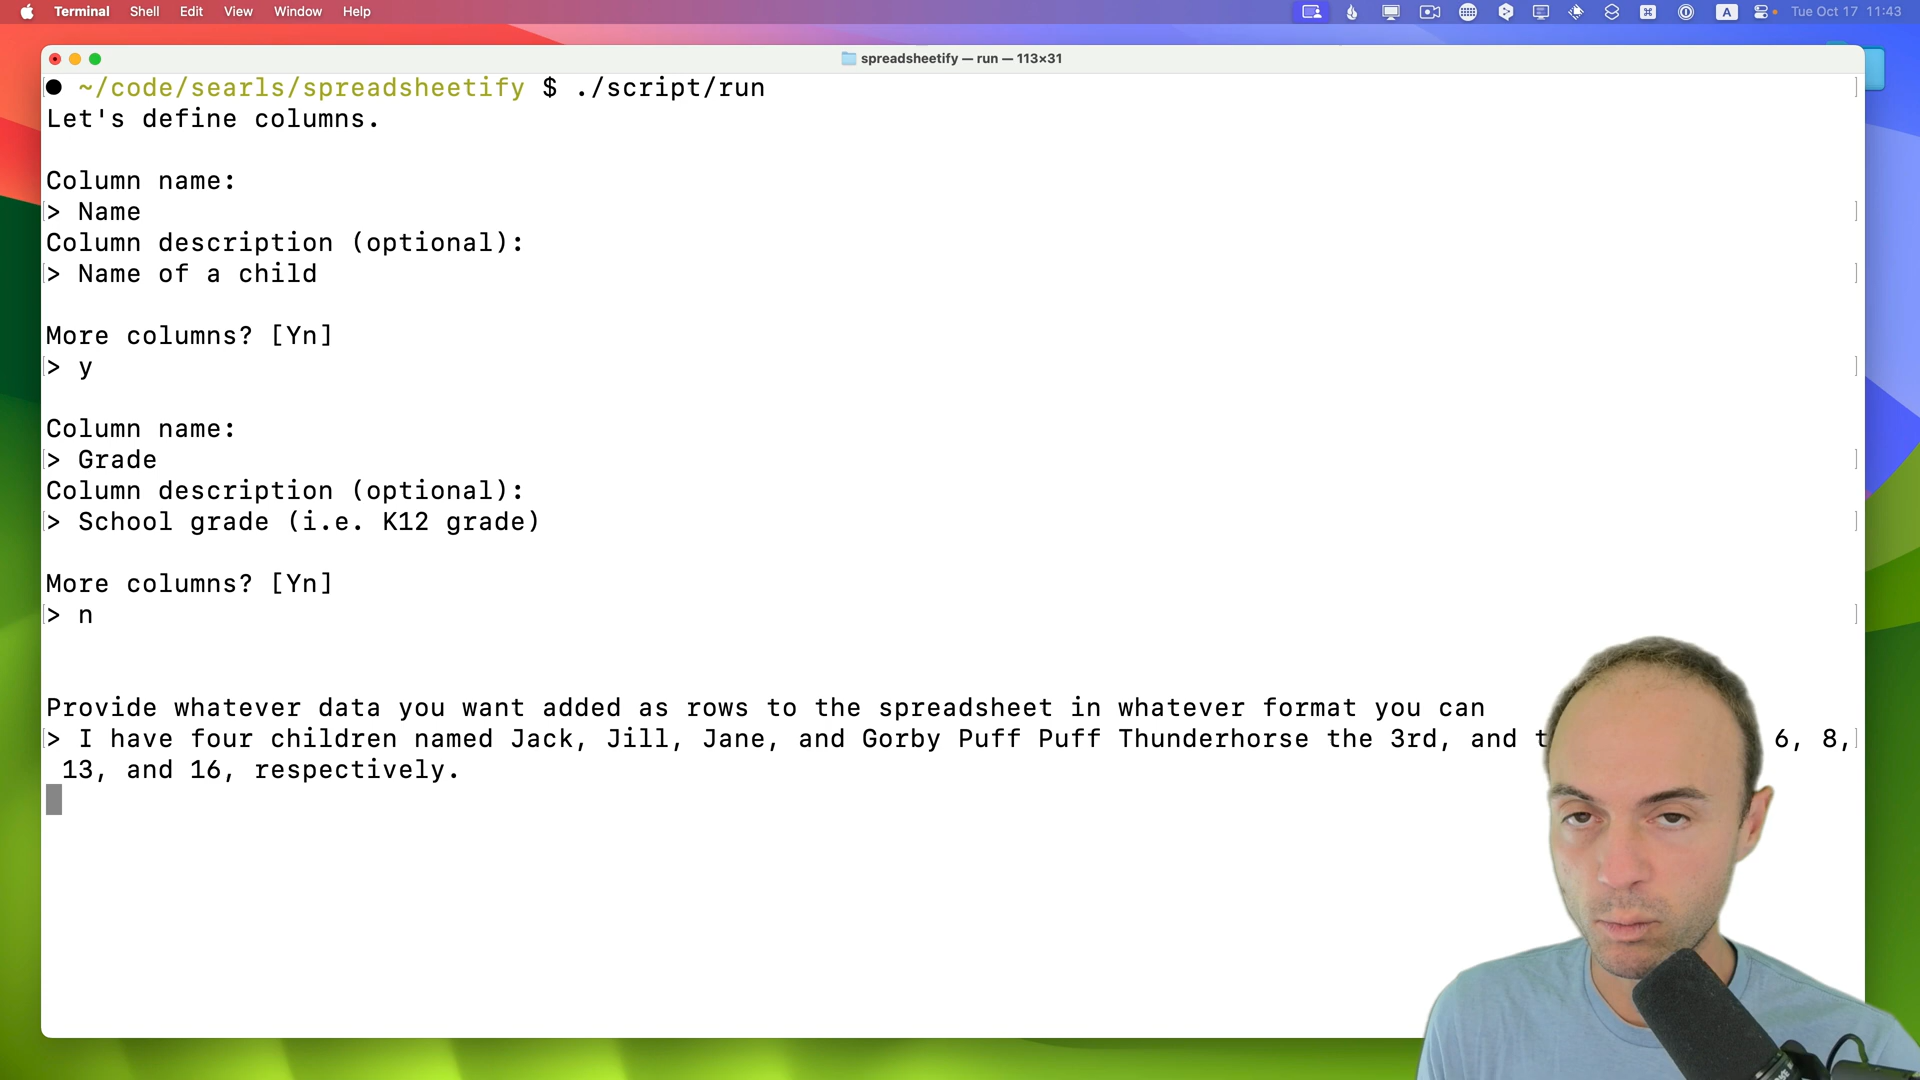 Terminal Shell Edit View Window Help A Tue Oct 17 11:43
spreadsheetify — run — 113×31
~/code/searls/spreadsheetify $ ./script/run
Let's define columns.
Column name:
> Name
Column description (optional):
> Name of a child
More columns? [Yn]
> y
Column name:
> Grade
Column description (optional):
> School grade (i.e. K12 grade)
More columns? [Yn]
> n
Provide whatever data you want added as rows to the spreadsheet in whatever format you can
> I have four children named Jack, Jill, Jane, and Gorby Puff Puff Thunderhorse the 3rd, and 6, 8,
13, and 16, respectively.